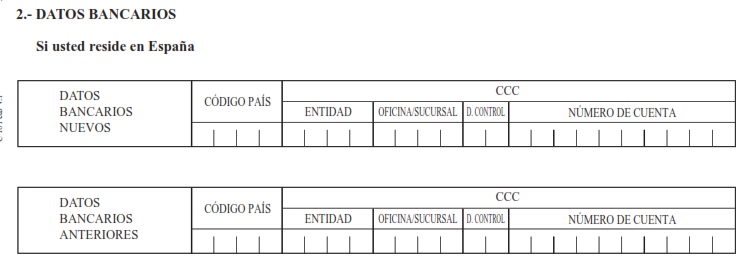 2.- DATOS BANCARIOS
Si usted reside en España
DATOS BANCARIOS NUEVOS
CÓDIGO PAÍS
CCC
ENTIDAD
OFICINA/SUCURSAL
D. CONTROL
NÚMERO DE CUENTA
DATOS BANCARIOS ANTERIORES
CÓDIGO PAÍS
CCC
ENTIDAD
OFICINA/SUCURSAL
D. CONTROL
NÚMERO DE CUENTA